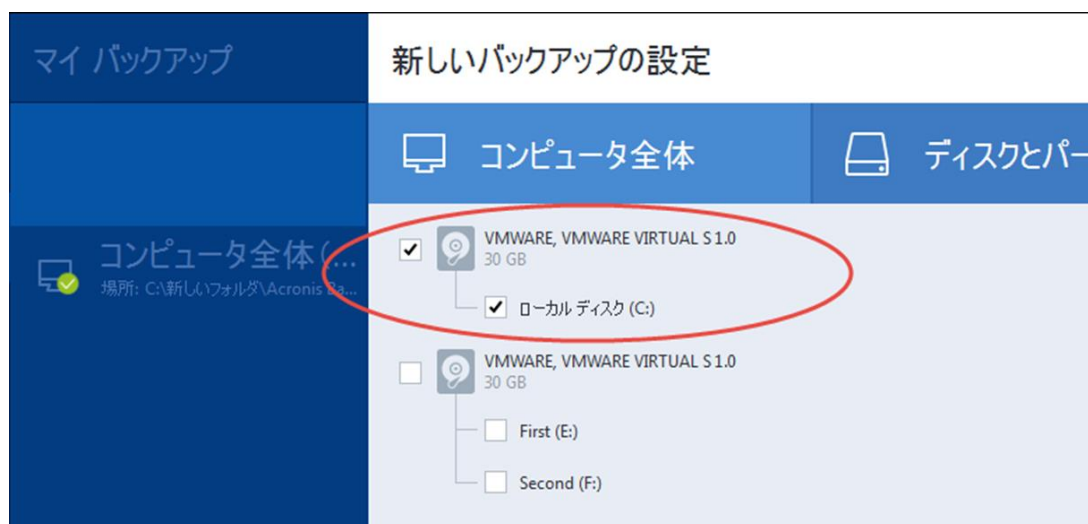 マイ バックアップ
新しいバックアップの設定
コンピュータ全体
ディスクとパー
コンピュータ全体(...
場所: C:\新しいフォルダ\Acronis Ba...
VMWARE, VMWARE VIRTUAL S 1.0
30 GB
ローカル ディスク (C:)
VMWARE, VMWARE VIRTUAL S 1.0
30 GB
First (E:)
Second (F:)